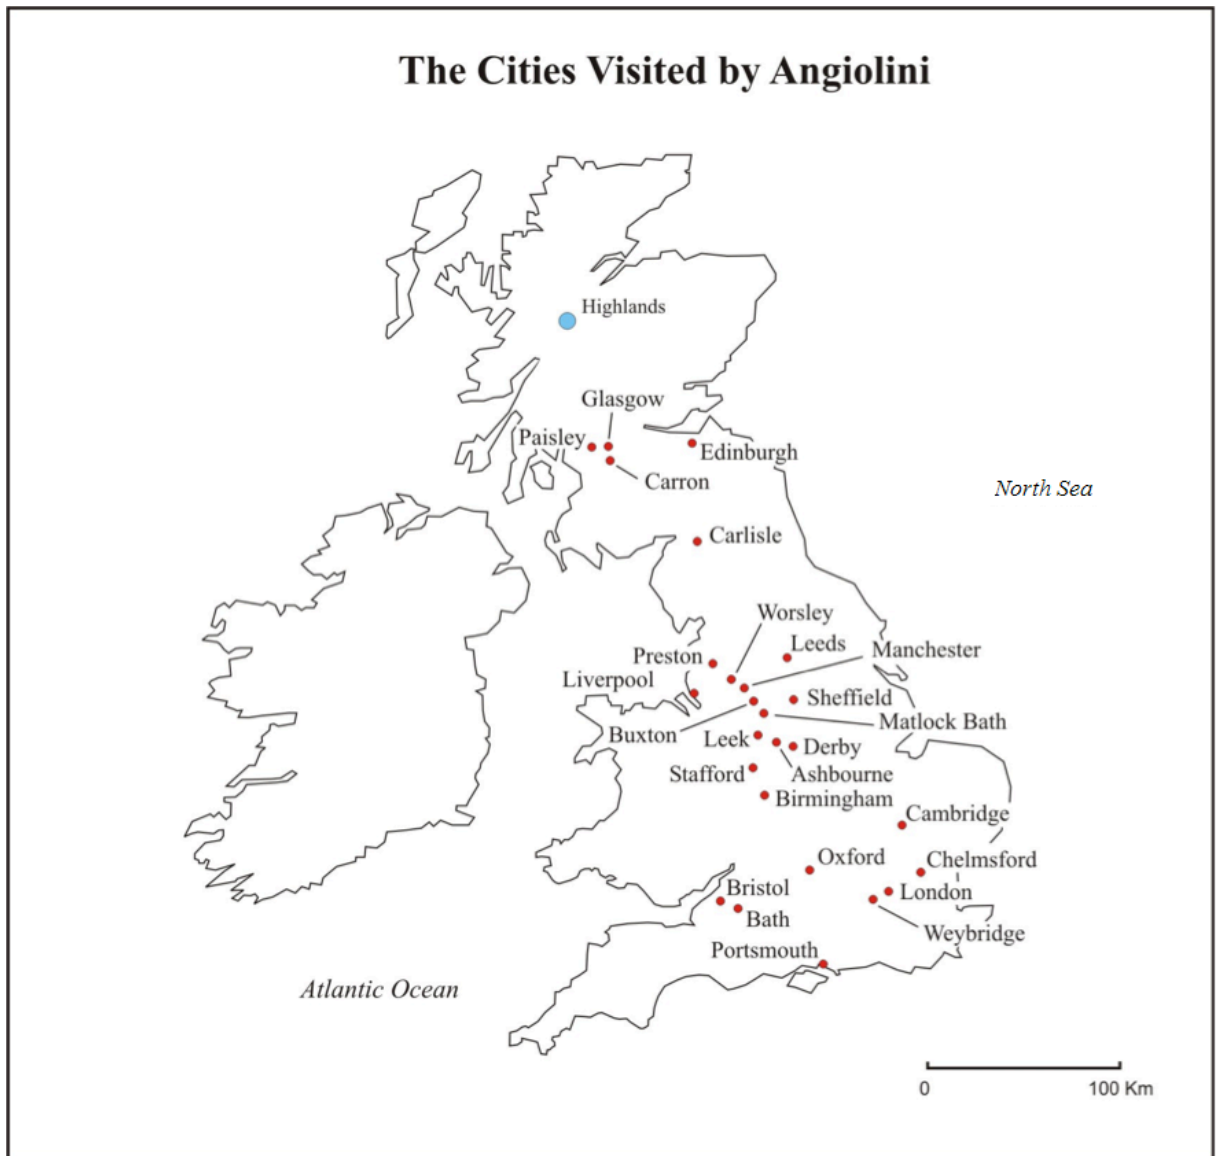 The Cities Visited by Angiolini
Highlands
Glasgow
Paisley
Edinburgh
Carron
North Sea
Carlisle
Worsley
Leeds
Manchester
Preston
Liverpool
Sheffield
Matlock Bath
Buxton
Leek
Derby
Stafford
Ashbourne
Birmingham
Cambridge
Oxford
Chelmsford
Bristol
London
Bath
Weybridge
Portsmouth
Atlantic Ocean
0 100 Km